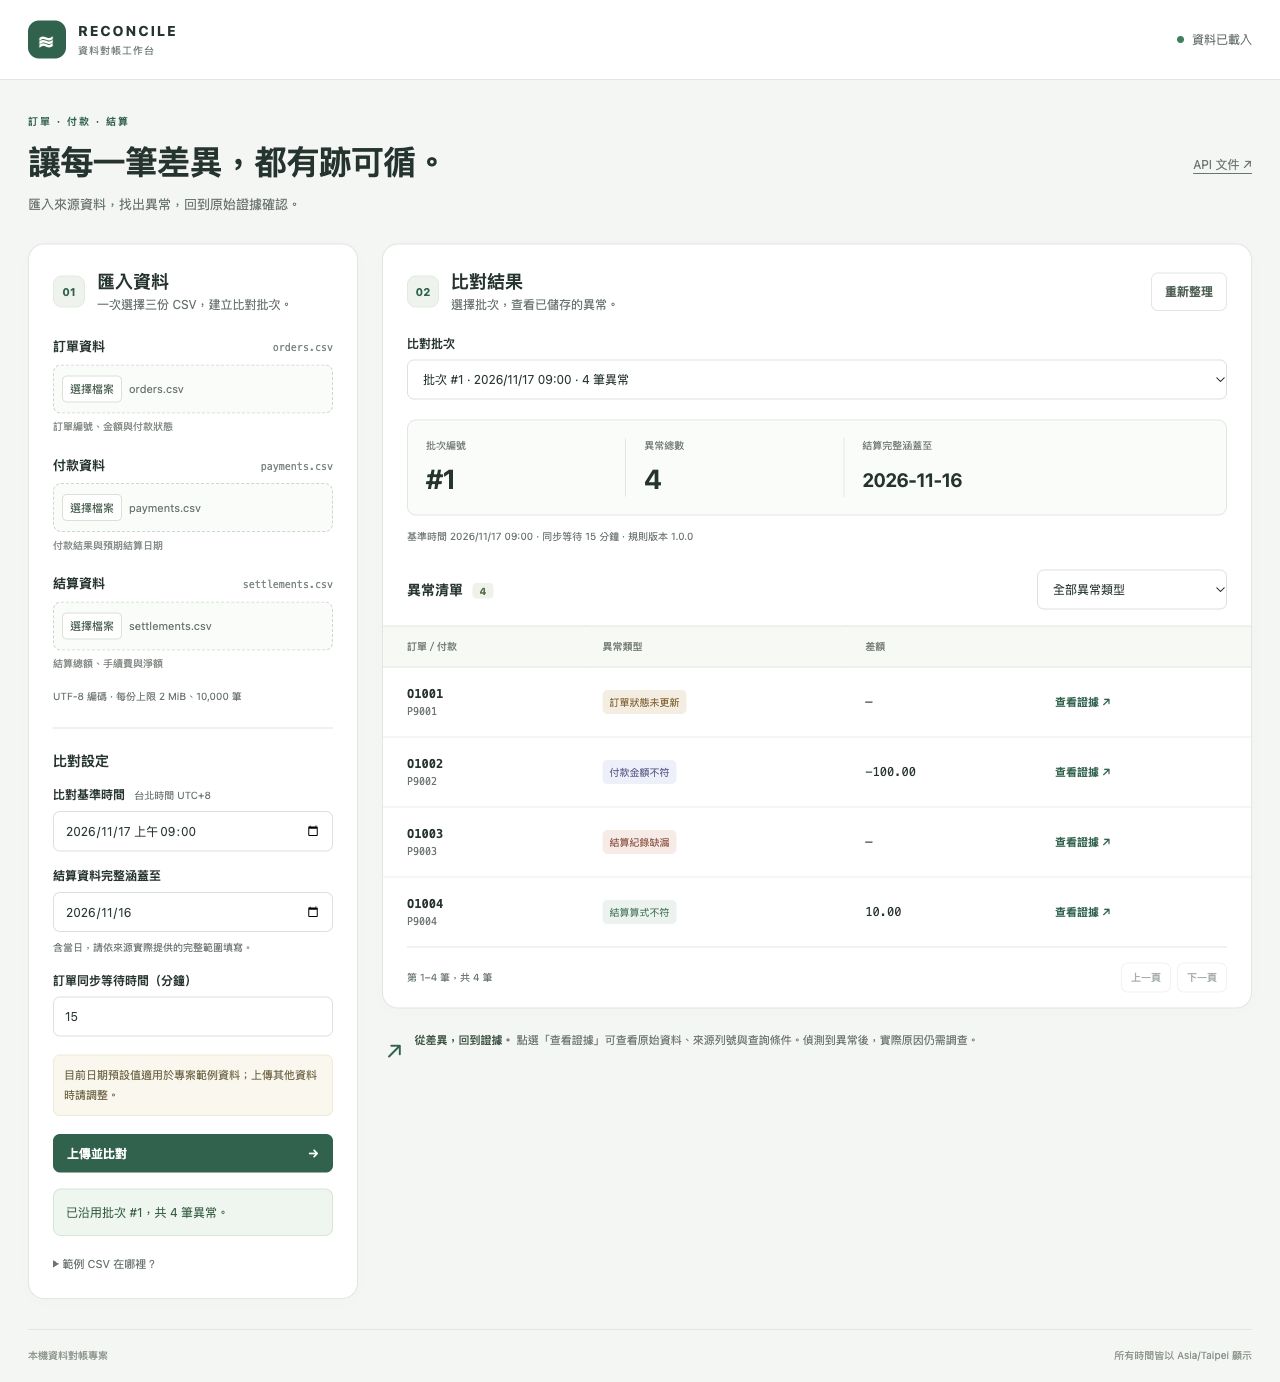 RECONCILE
資料對帳工作台
資料已載入
訂單 · 付款 · 結算
讓每一筆差異，都有跡可循。
API 文件 ↗
匯入來源資料，找出異常，回到原始證據確認。
01
匯入資料
一次選擇三份 CSV，建立比對批次。
訂單資料 orders.csv
選擇檔案 orders.csv
訂單編號、金額與付款狀態
付款資料 payments.csv
選擇檔案 payments.csv
付款結果與預期結算日期
結算資料 settlements.csv
選擇檔案 settlements.csv
結算總額、手續費與淨額
UTF-8 編碼 · 每份上限 2 MiB、10,000 筆
比對設定
比對基準時間 台北時間 UTC+8
2026/11/17 上午 09:00
結算資料完整涵蓋至
2026/11/16
含當日，請依來源實際提供的完整範圍填寫。
訂單同步等待時間（分鐘）
15
目前日期預設值適用於專案範例資料；上傳其他資料
時請調整。
上傳並比對 →
已沿用批次 #1，共 4 筆異常。
▶ 範例 CSV 在哪裡？
02
比對結果
選擇批次，查看已儲存的異常。
重新整理
比對批次
批次 #1 · 2026/11/17 09:00 · 4 筆異常
批次編號 異常總數 結算完整涵蓋至
#1 4 2026-11-16
基準時間 2026/11/17 09:00 · 同步等待 15 分鐘 · 規則版本 1.0.0
異常清單 4 全部異常類型
訂單 / 付款 異常類型 差額
O1001
P9001
訂單狀態未更新 — 查看證據 ↗
O1002
P9002
付款金額不符 −100.00 查看證據 ↗
O1003
P9003
結算紀錄缺漏 — 查看證據 ↗
O1004
P9004
結算算式不符 10.00 查看證據 ↗
第 1–4 筆，共 4 筆 上一頁 下一頁
↗ 從差異，回到證據。 點選「查看證據」可查看原始資料、來源列號與查詢條件。偵測到異常後，實際原因仍需調查。
本機資料對帳專案 所有時間皆以 Asia/Taipei 顯示